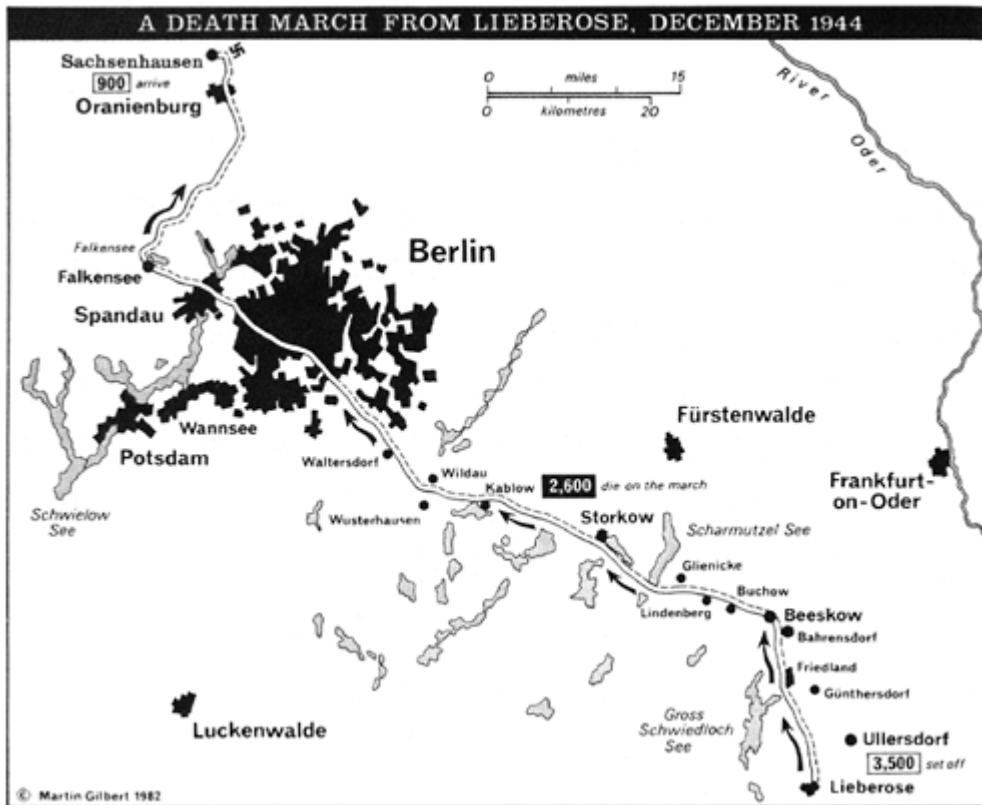 A DEATH MARCH FROM LIEBEROSE, DECEMBER 1944
Sachsenhausen
900 arrive
Oranienburg
0 miles 15
0 kilometres 20
River Oder
Falkensee
Falkensee
Berlin
Spandau
Wannsee
Potsdam
Schwielow
See
Waltersdorf
Wildau
Wusterhausen
Kablow
2,600 die on the march
Fürstenwalde
Frankfurt-
on-Oder
Storkow
Scharmutzel See
Glienicke
Buchow
Lindenberg
Beeskow
Bahrensdorf
Friedland
Günthersdorf
Luckenwalde
Gross
Schwiedloch
See
Ullersdorf
3,500 set off
Lieberose
© Martin Gilbert 1982